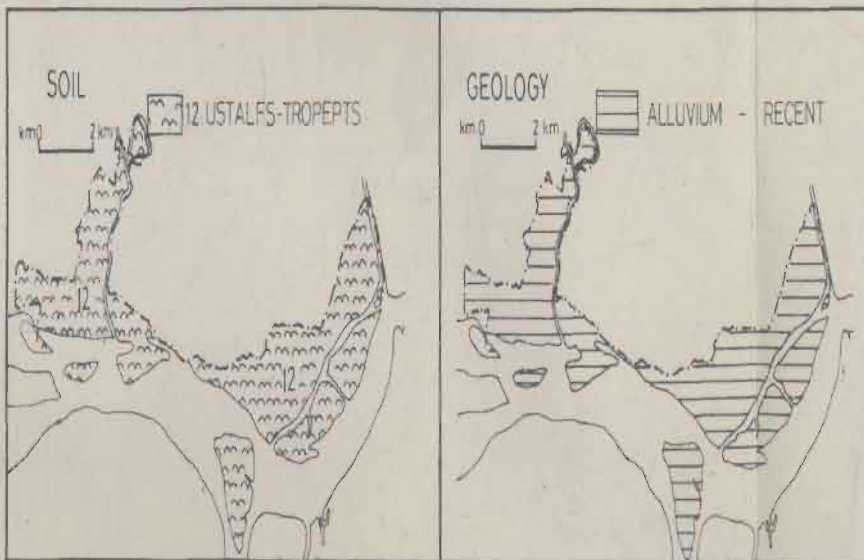 SOIL
12 USTALFS-TROPEPTS
km 0 2 km
12
12
GEOLOGY
ALLUVIUM - RECENT
km 0 2 km